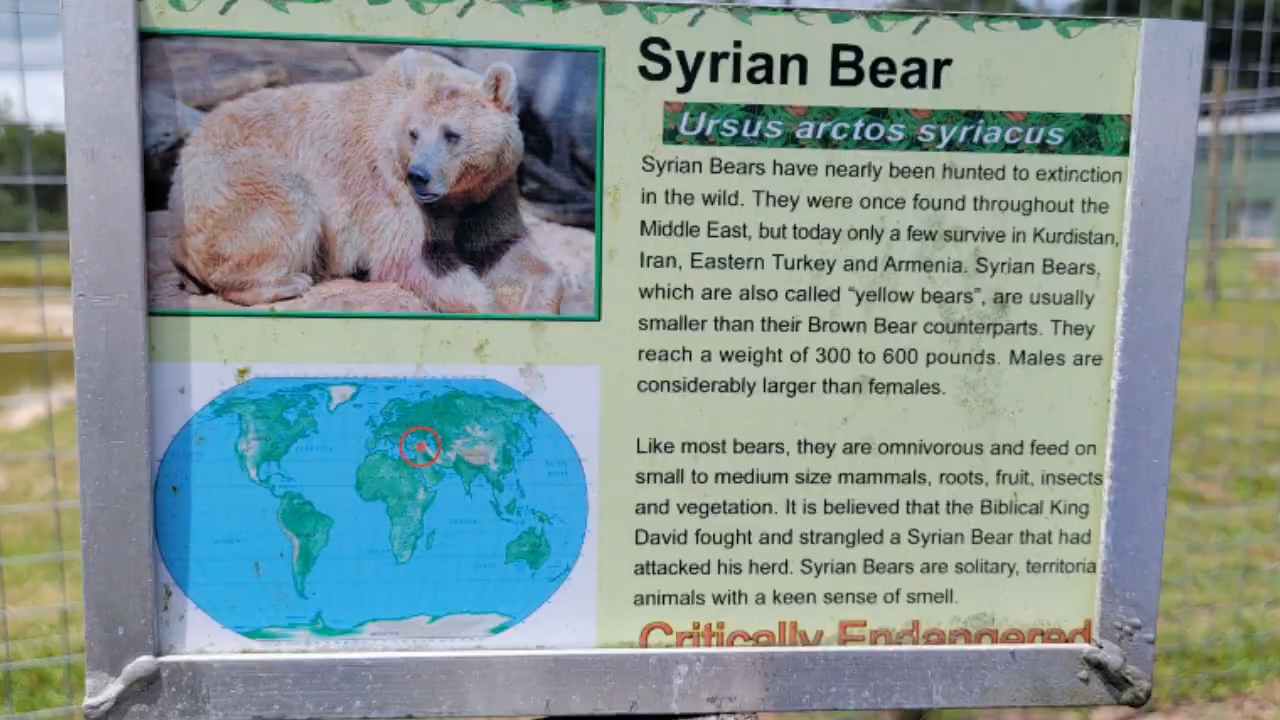 Syrian Bear
Ursus arctos syriacus
Syrian Bears have nearly been hunted to extinction
in the wild. They were once found throughout the
Middle East, but today only a few survive in Kurdistan,
Iran, Eastern Turkey and Armenia. Syrian Bears,
which are also called “yellow bears”, are usually
smaller than their Brown Bear counterparts. They
reach a weight of 300 to 600 pounds. Males are
considerably larger than females.
Like most bears, they are omnivorous and feed on
small to medium size mammals, roots, fruit, insects
and vegetation. It is believed that the Biblical King
David fought and strangled a Syrian Bear that had
attacked his herd. Syrian Bears are solitary, territoria
animals with a keen sense of smell.
Critically Endangered